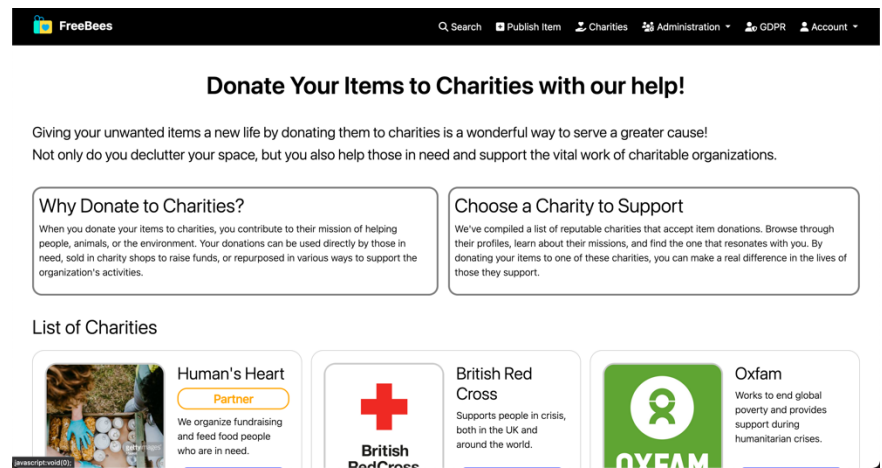 FreeBees
Search
Publish Item
Charities
Administration
GDPR
Account
Donate Your Items to Charities with our help!
Giving your unwanted items a new life by donating them to charities is a wonderful way to serve a greater cause!
Not only do you declutter your space, but you also help those in need and support the vital work of charitable organizations.
Why Donate to Charities?
When you donate your items to charities, you contribute to their mission of helping
people, animals, or the environment. Your donations can be used directly by those in
need, sold in charity shops to raise funds, or repurposed in various ways to support the
organization's activities.
Choose a Charity to Support
We've compiled a list of reputable charities that accept item donations. Browse through
their profiles, learn about their missions, and find the one that resonates with you. By
donating your items to one of these charities, you can make a real difference in the lives of
those they support.
List of Charities
Human's Heart
Partner
We organize fundraising
and feed food people
who are in need.
gettyimages
British Red
Cross
Supports people in crisis,
both in the UK and
around the world.
British
RedCross
Oxfam
Works to end global
poverty and provides
support during
humanitarian crises.
OXFAM
javascript:void(0);